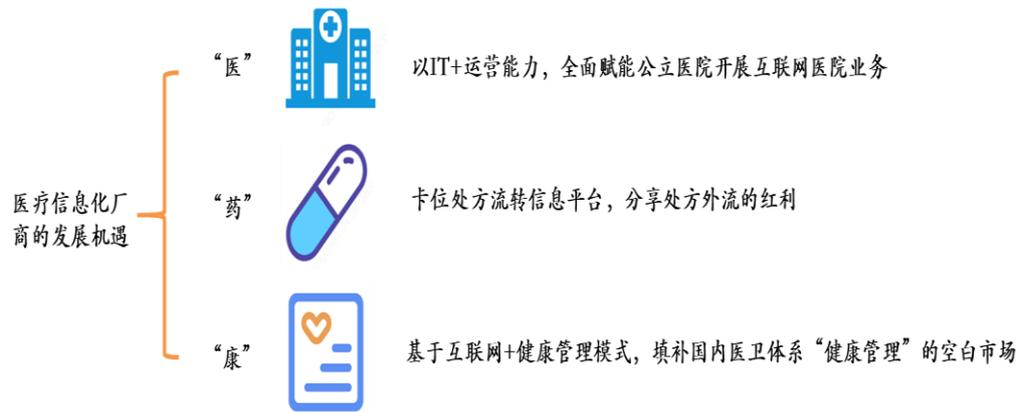 “医”
以IT+运营能力，全面赋能公立医院开展互联网医院业务
医疗信息化厂
商的发展机遇
“药”
卡位处方流转信息平台，分享处方外流的红利
“康”
基于互联网+健康管理模式，填补国内医卫体系“健康管理”的空白市场